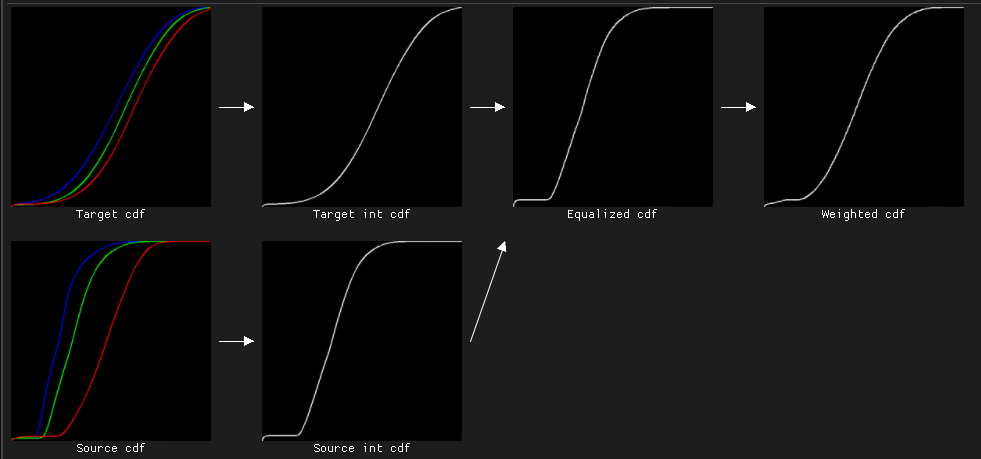 Target cdf
Target int cdf
Equalized cdf
Weighted cdf
Source cdf
Source int cdf